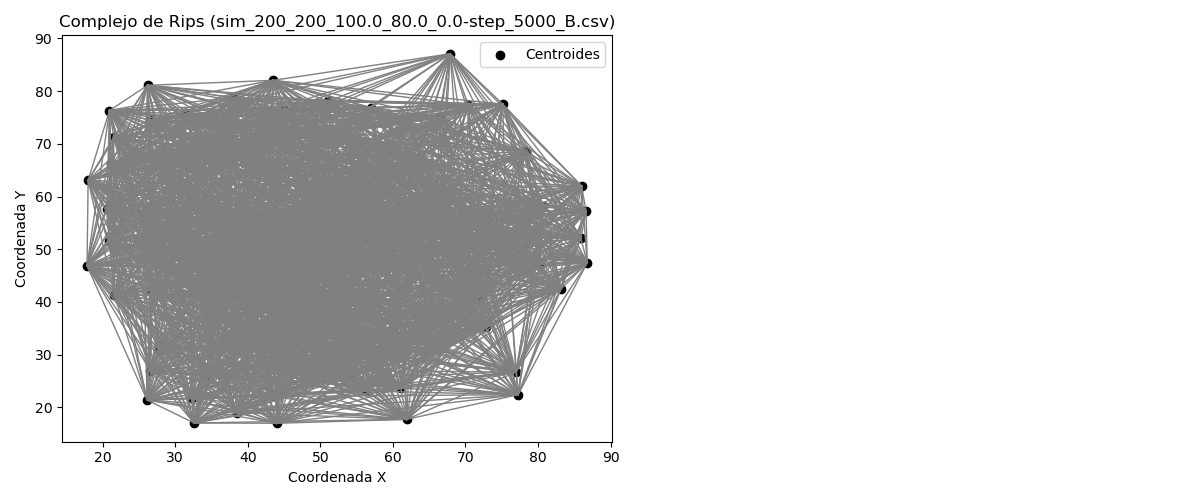 Complejo de Rips (sim_200_200_100.0_80.0_0.0-step_5000_B.csv)
Centroides
90
80
70
60
50
40
30
20
Coordenada Y
20 30 40 50 60 70 80 90
Coordenada X